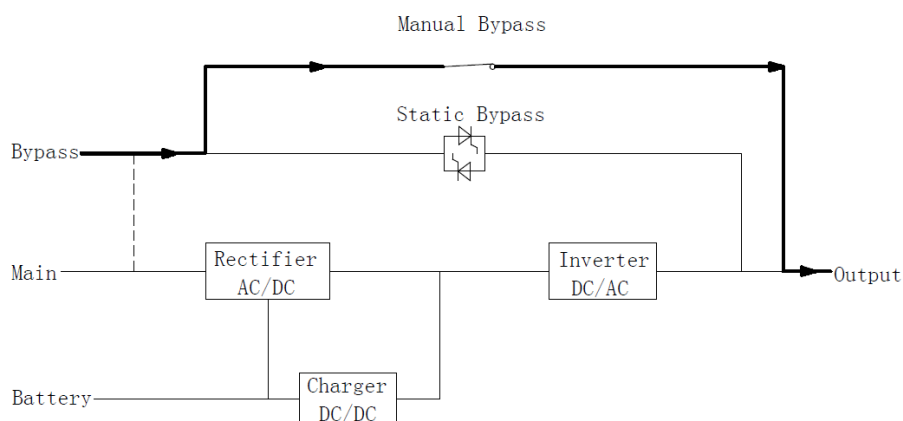 Manual Bypass
Static Bypass
Bypass
Main
Rectifier
AC/DC
Inverter
DC/AC
Output
Battery
Charger
DC/DC